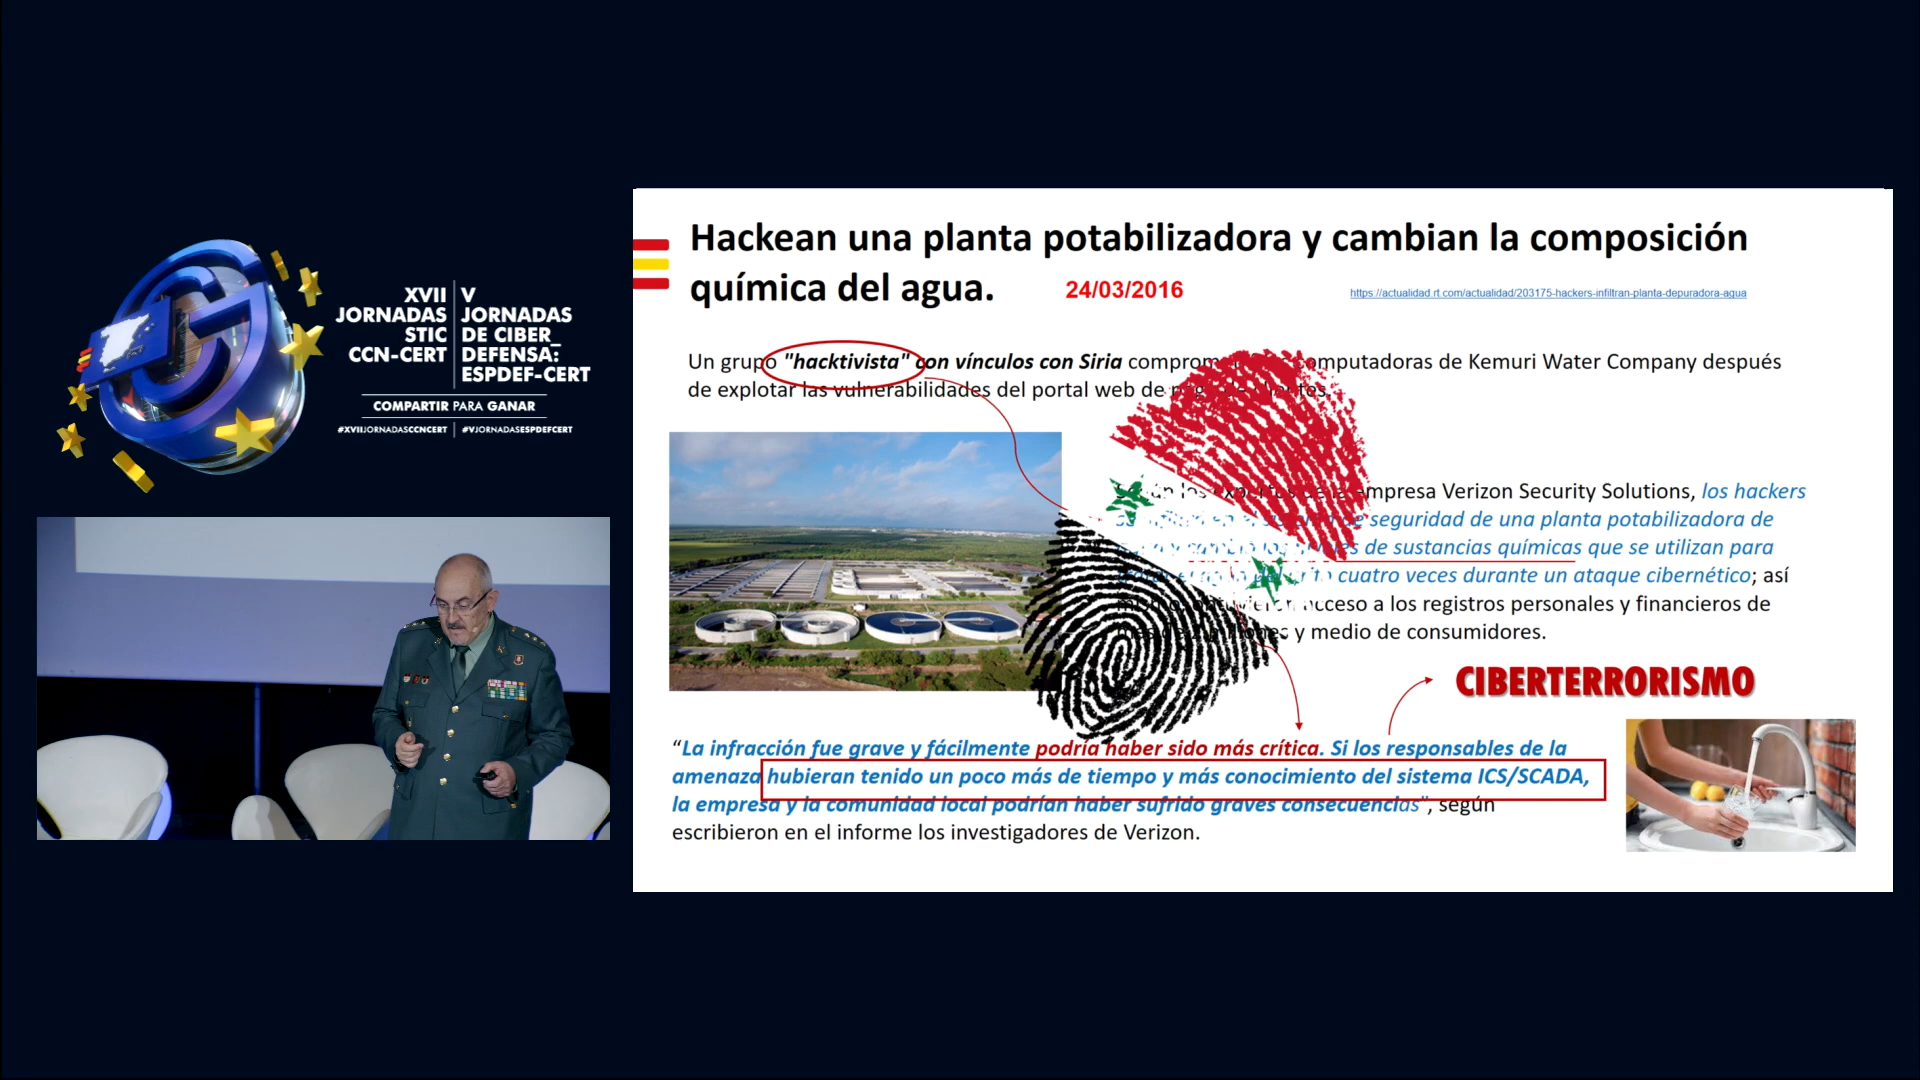 XVII
JORNADAS
STIC
CCN-CERT
V
JORNADAS
DE CIBER_
DEFENSA:
ESPDEF-CERT
COMPARTIR PARA GANAR
#XVIIJORNADASCCNCERT #VJORNADASESPDEFCERT
Hackean una planta potabilizadora y cambian la composición
química del agua.
24/03/2016
https://actualidad.rt.com/actualidad/203175-hackers-infiltran-planta-depuradora-agua
Un grupo "hacktivista" con vínculos con Siria computadoras de Kemuri Water Company después
de explotar las vulnerabilidades del portal web de
los empresa Verizon Security Solutions, los hackers
de seguridad de una planta potabilizadora de
de sustancias químicas que se utilizan para
cuatro veces durante un ataque cibernético; así
acceso a los registros personales y financieros de
y medio de consumidores.
CIBERTERRORISMO
“La infracción fue grave y fácilmente podría haber sido más crítica. Si los responsables de la
amenaza hubieran tenido un poco más de tiempo y más conocimiento del sistema ICS/SCADA,
la empresa y la comunidad local podrían haber sufrido graves consecuencias", según
escribieron en el informe los investigadores de Verizon.